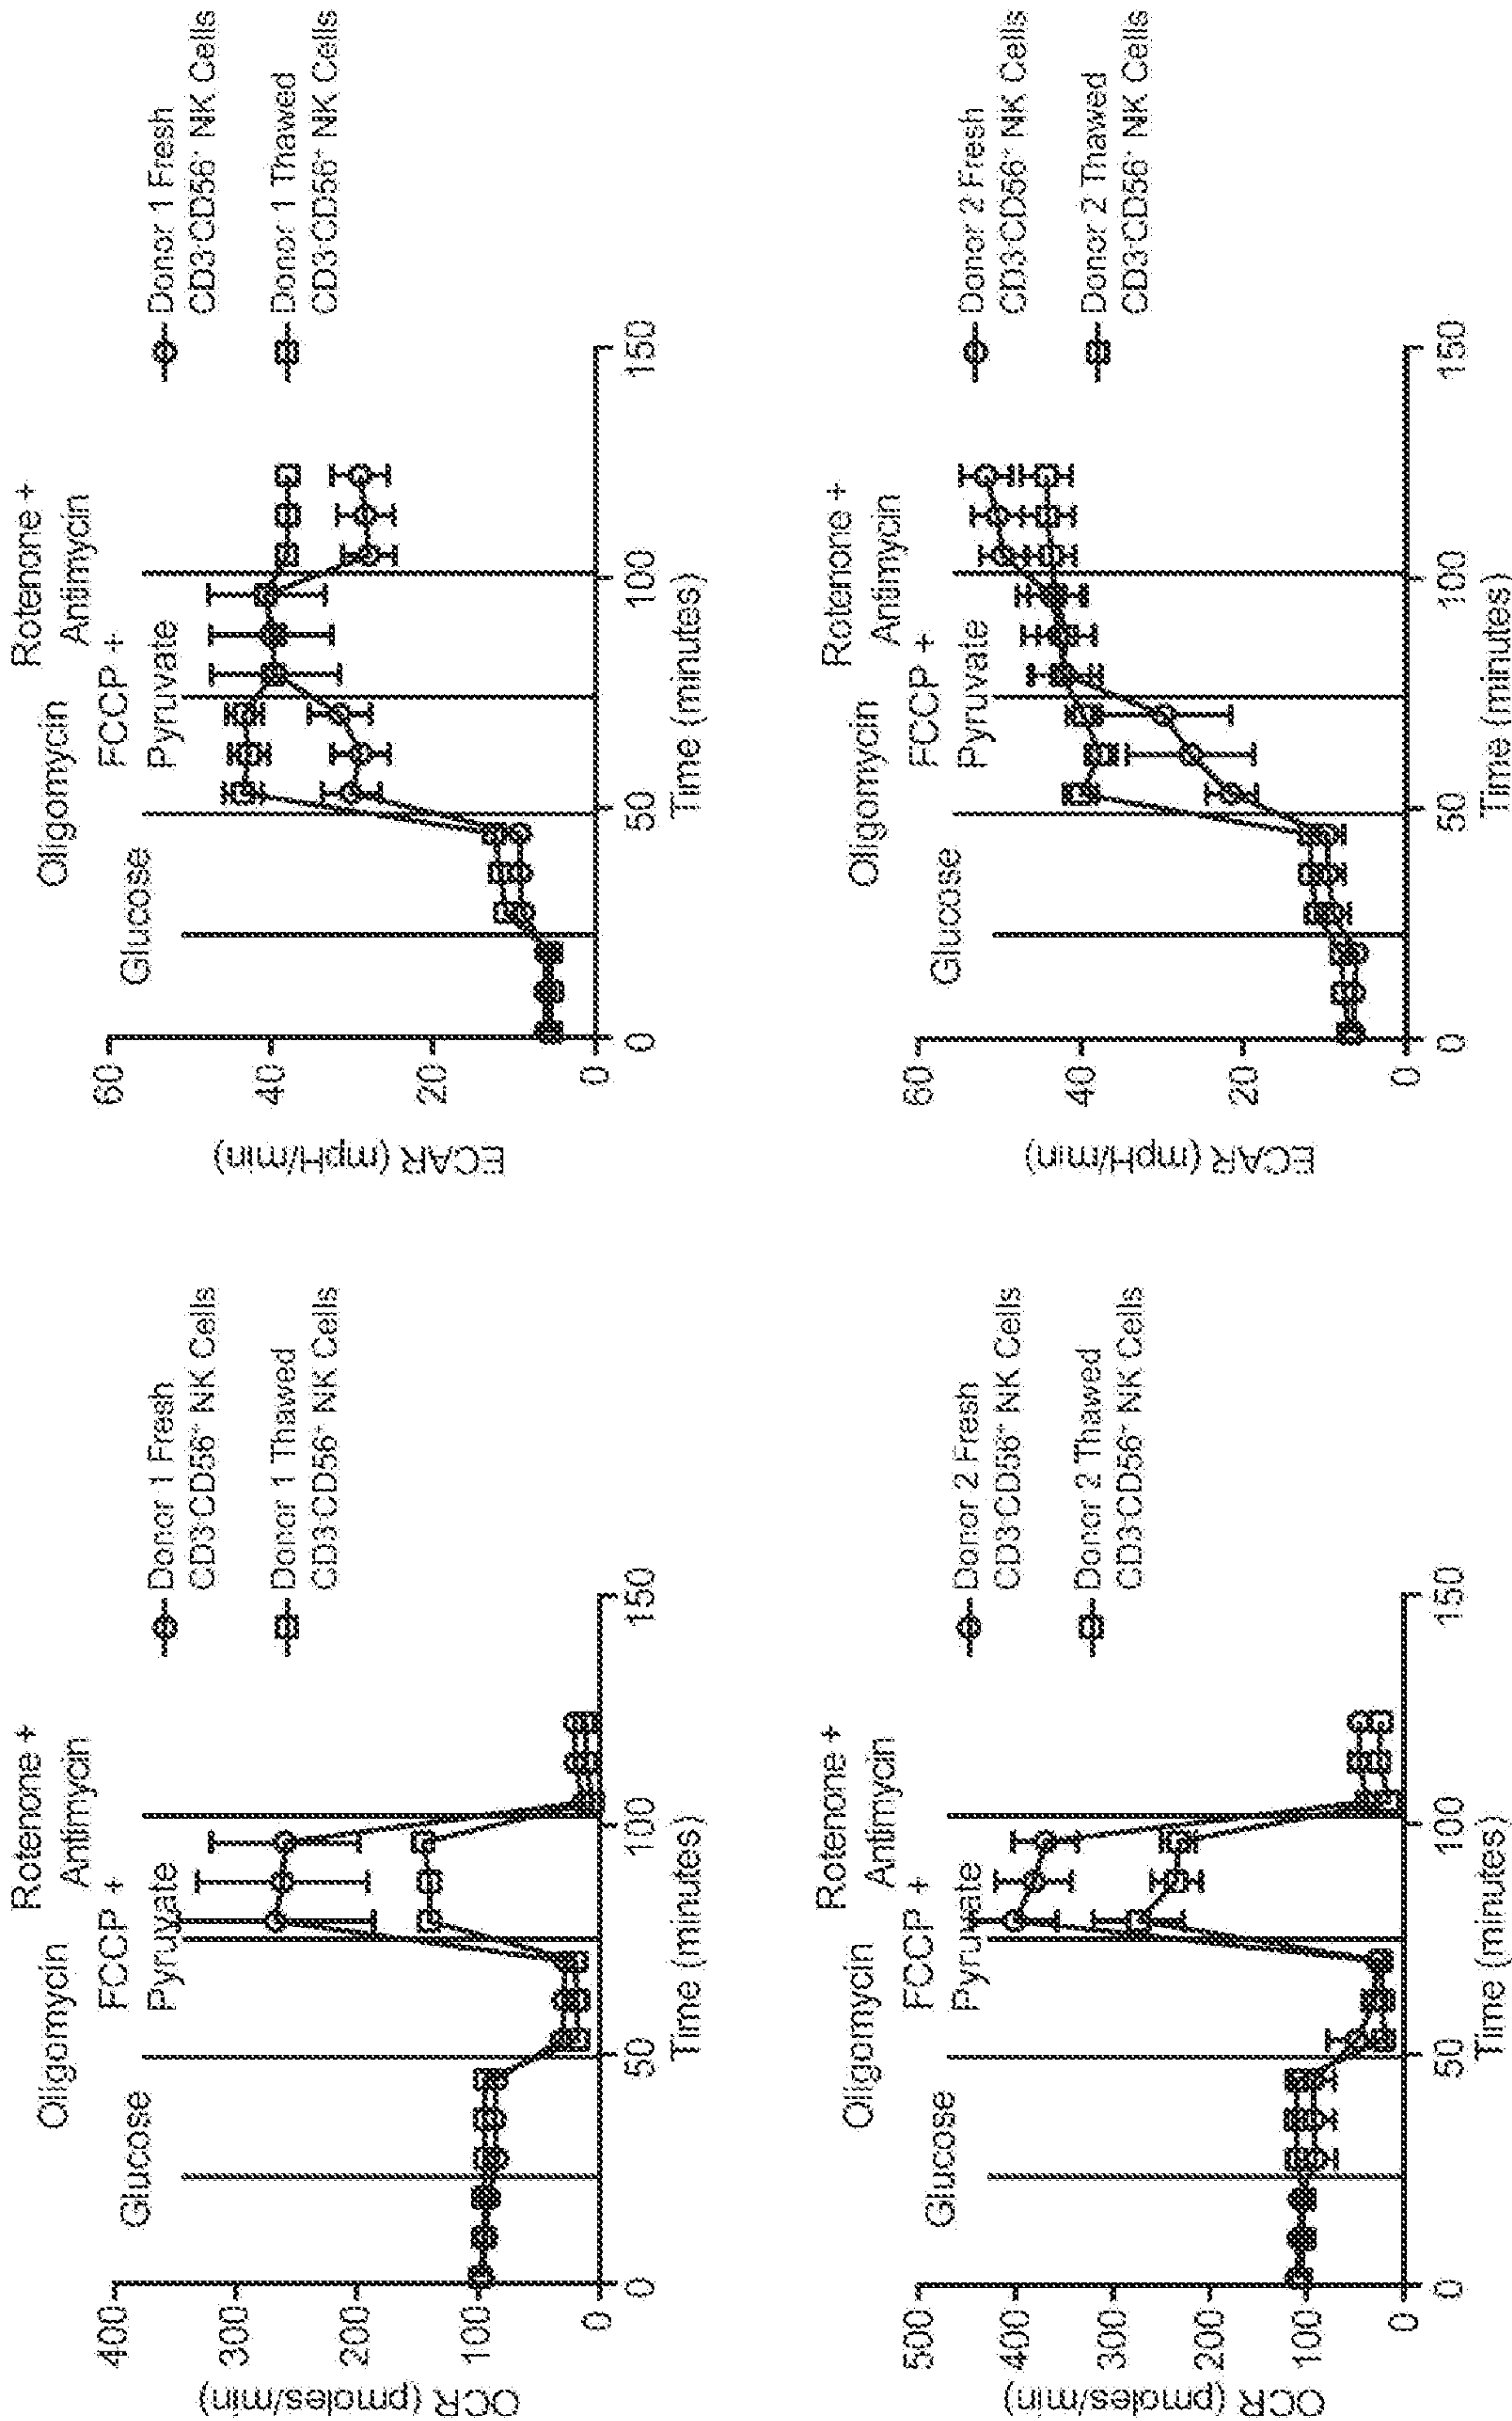 Rotenone +
Oligomycin
Antimycin
FCCP +
Glucose
Pyruvate
400
300
200
100
0
OCR (pmoles/min)
0
50
100
150
Time (minutes)
Donor 1 Fresh
CD3-CD56+ NK Cells
Donor 1 Thawed
CD3-CD56+ NK Cells
Rotenone +
Oligomycin
Antimycin
FCCP +
Glucose
Pyruvate
60
40
20
0
ECAR (mpH/min)
0
50
100
150
Time (minutes)
Donor 1 Fresh
CD3-CD56+ NK Cells
Donor 1 Thawed
CD3-CD56+ NK Cells
Rotenone +
Oligomycin
Antimycin
FCCP +
Glucose
Pyruvate
500
400
300
200
100
0
OCR (pmoles/min)
0
50
100
150
Time (minutes)
Donor 2 Fresh
CD3-CD56+ NK Cells
Donor 2 Thawed
CD3-CD56+ NK Cells
Rotenone +
Oligomycin
Antimycin
FCCP +
Glucose
Pyruvate
60
40
20
0
ECAR (mpH/min)
0
50
100
150
Time (minutes)
Donor 2 Fresh
CD3-CD56+ NK Cells
Donor 2 Thawed
CD3-CD56+ NK Cells